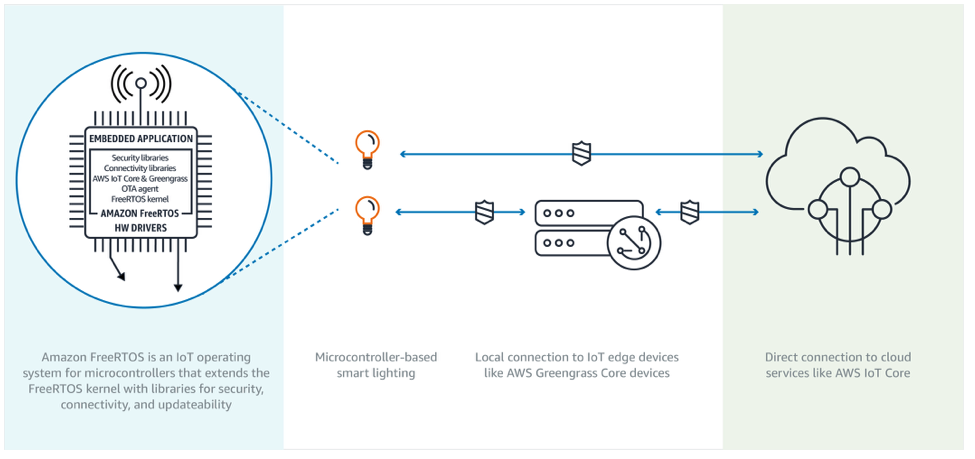 EMBEDDED APPLICATION
Security libraries
Connectivity libraries
AWS IoT Core & Greengrass
OTA agent
FreeRTOS kernel
AMAZON FreeRTOS
HW DRIVERS
Amazon FreeRTOS is an IoT operating
system for microcontrollers that extends the
FreeRTOS kernel with libraries for security,
connectivity, and updateability
Microcontroller-based
smart lighting
Local connection to IoT edge devices
like AWS Greengrass Core devices
Direct connection to cloud
services like AWS IoT Core